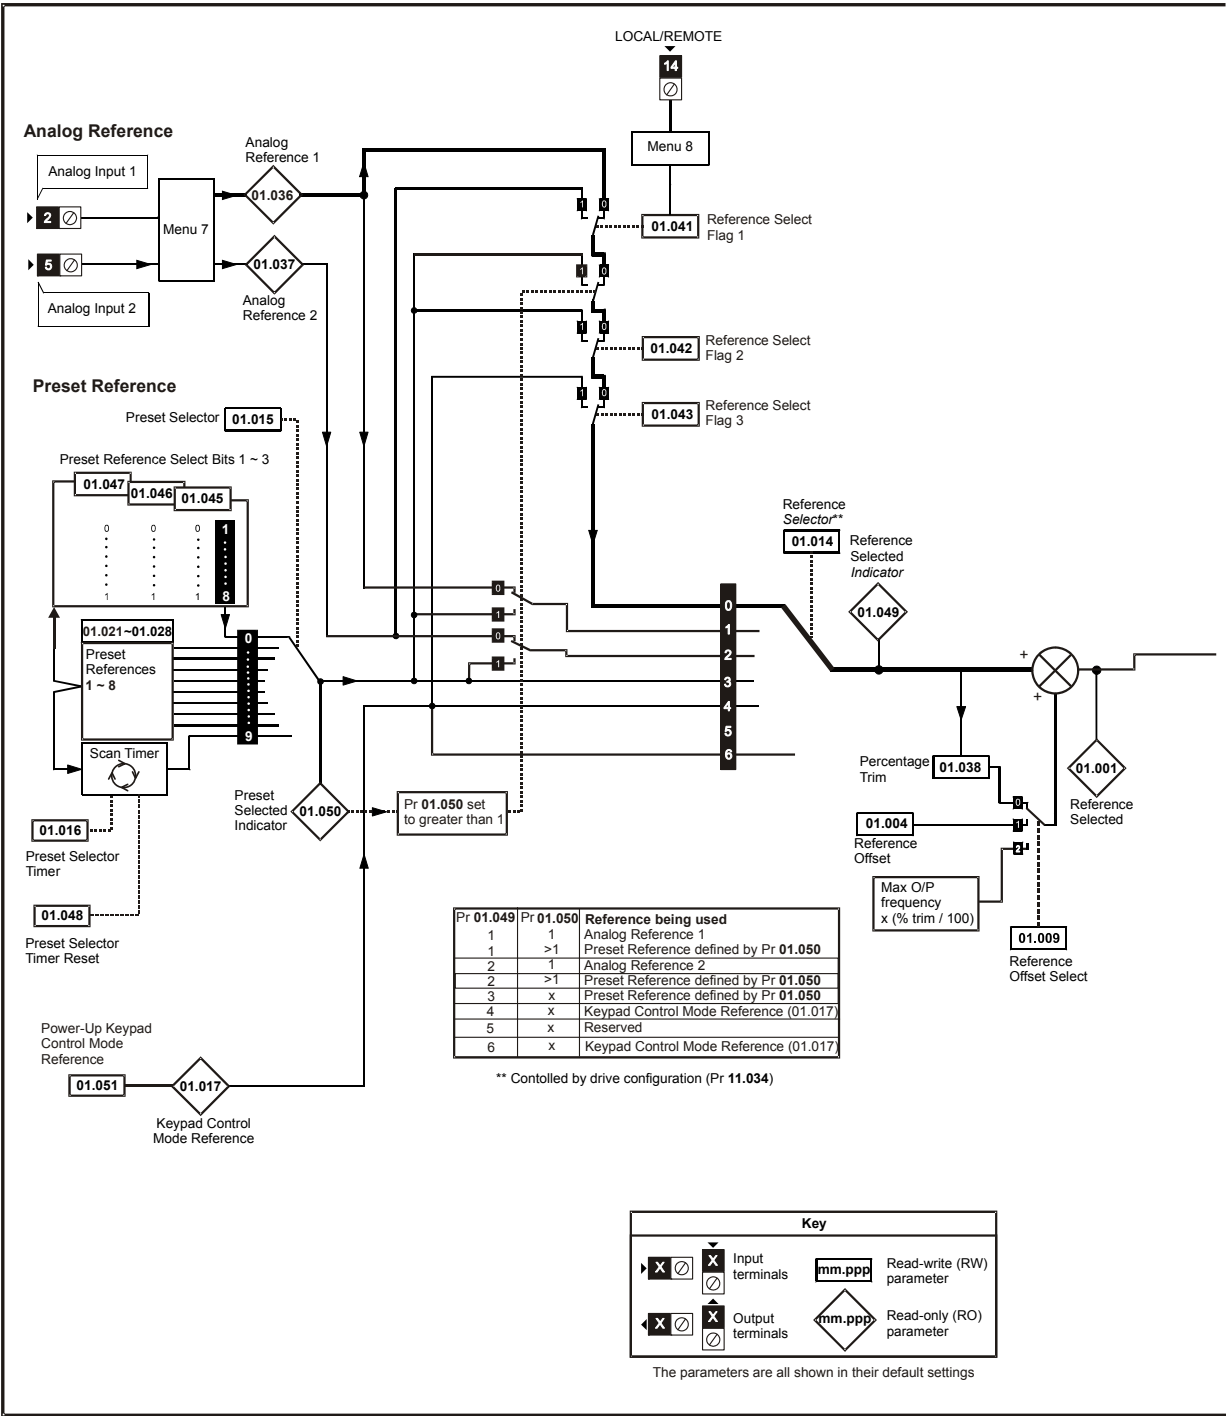 LOCAL/REMOTE
14
Menu 8
Analog Reference
Analog Input 1
2
5
Analog Input 2
Menu 7
Analog
Reference 1
01.036
01.037
Analog
Reference 2
1 0
01.041
Reference Select
Flag 1
1 0
1 0
01.042
Reference Select
Flag 2
1 0
01.043
Reference Select
Flag 3
Preset Reference
Preset Selector
01.015
Preset Reference Select Bits 1 ~ 3
01.047
01.046
01.045
0 0 0 1
1 1 1 8
01.021~01.028
Preset
References
1 ~ 8
0
9
Scan Timer
01.016
Preset Selector
Timer
01.048
Preset Selector
Timer Reset
Preset
Selected
Indicator
01.050
Pr 01.050 set
to greater than 1
0
1
0
1
0
1
2
3
4
5
6
Reference
Selector**
01.014
Reference
Selected
Indicator
01.049
+
+
Percentage
Trim
01.038
01.001
Reference
Selected
01.004
Reference
Offset
0
1
2
Max O/P
frequency
x (% trim / 100)
01.009
Reference
Offset Select
Pr 01.049 Pr 01.050 Reference being used
1 1 Analog Reference 1
1 >1 Preset Reference defined by Pr 01.050
2 1 Analog Reference 2
2 >1 Preset Reference defined by Pr 01.050
3 x Preset Reference defined by Pr 01.050
4 x Keypad Control Mode Reference (01.017)
5 x Reserved
6 x Keypad Control Mode Reference (01.017)
** Contolled by drive configuration (Pr 11.034)
Power-Up Keypad
Control Mode
Reference
01.051
01.017
Keypad Control
Mode Reference
Key
X
X
Input
terminals
mm.ppp
Read-write (RW)
parameter
X
X
Output
terminals
mm.ppp
Read-only (RO)
parameter
The parameters are all shown in their default settings